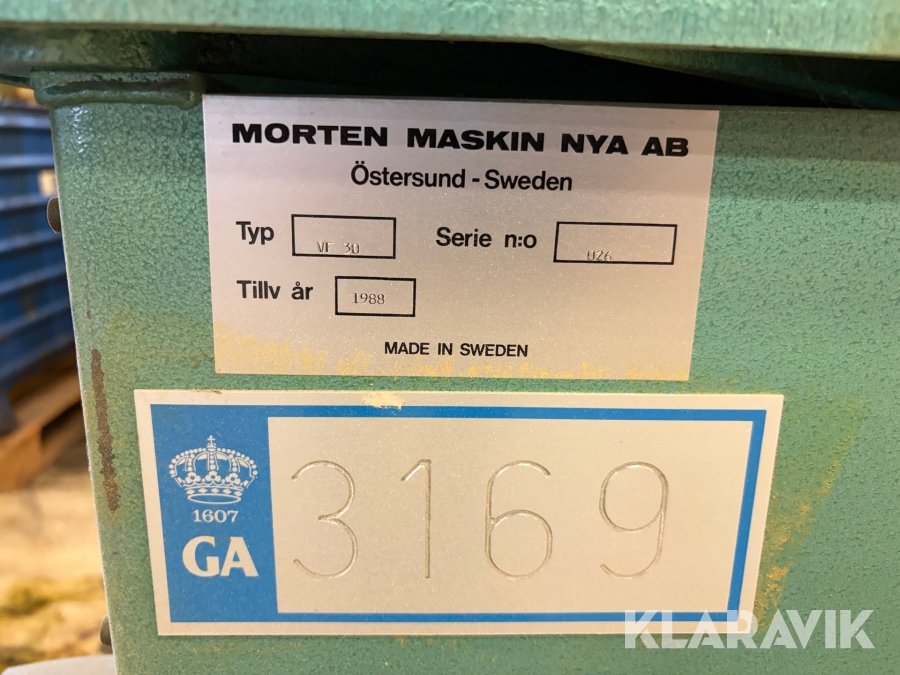 MORTEN MASKIN NYA AB
Östersund - Sweden
Typ VF 30 Serie n:o 026
Tillv år 1988
MADE IN SWEDEN
1607
GA
3169
KLARAVIK